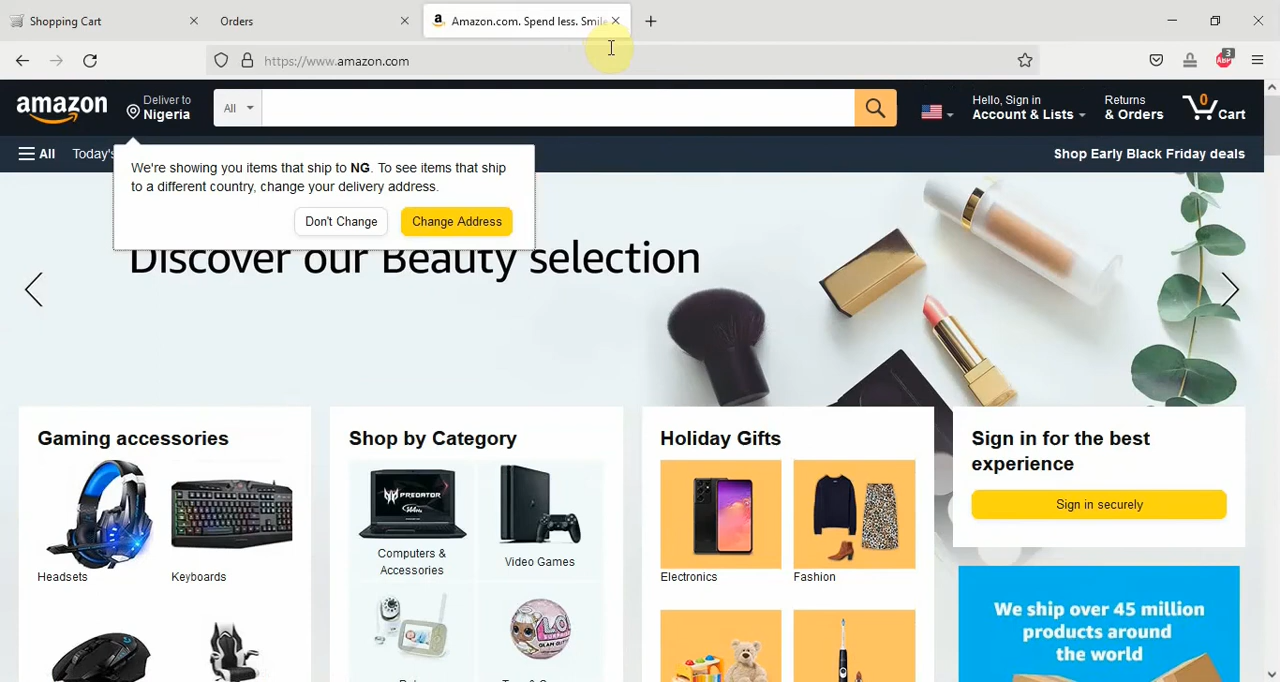 Shopping Cart
Orders
Amazon.com. Spend less. Smile
https://www.amazon.com
3
ABP
amazon
Deliver to
Nigeria
All
Hello, Sign in
Account & Lists
Returns
& Orders
0
Cart
All
Today's
Shop Early Black Friday deals
We're showing you items that ship to NG. To see items that ship
to a different country, change your delivery address.
Don't Change
Change Address
Discover our Beauty selection
Gaming accessories
Headsets
Keyboards
Shop by Category
PREDATOR
Computers &
Accessories
Video Games
L.O.L.
SURPRISE!
Holiday Gifts
Electronics
Fashion
Sign in for the best
experience
Sign in securely
We ship over 45 million
products around
the world